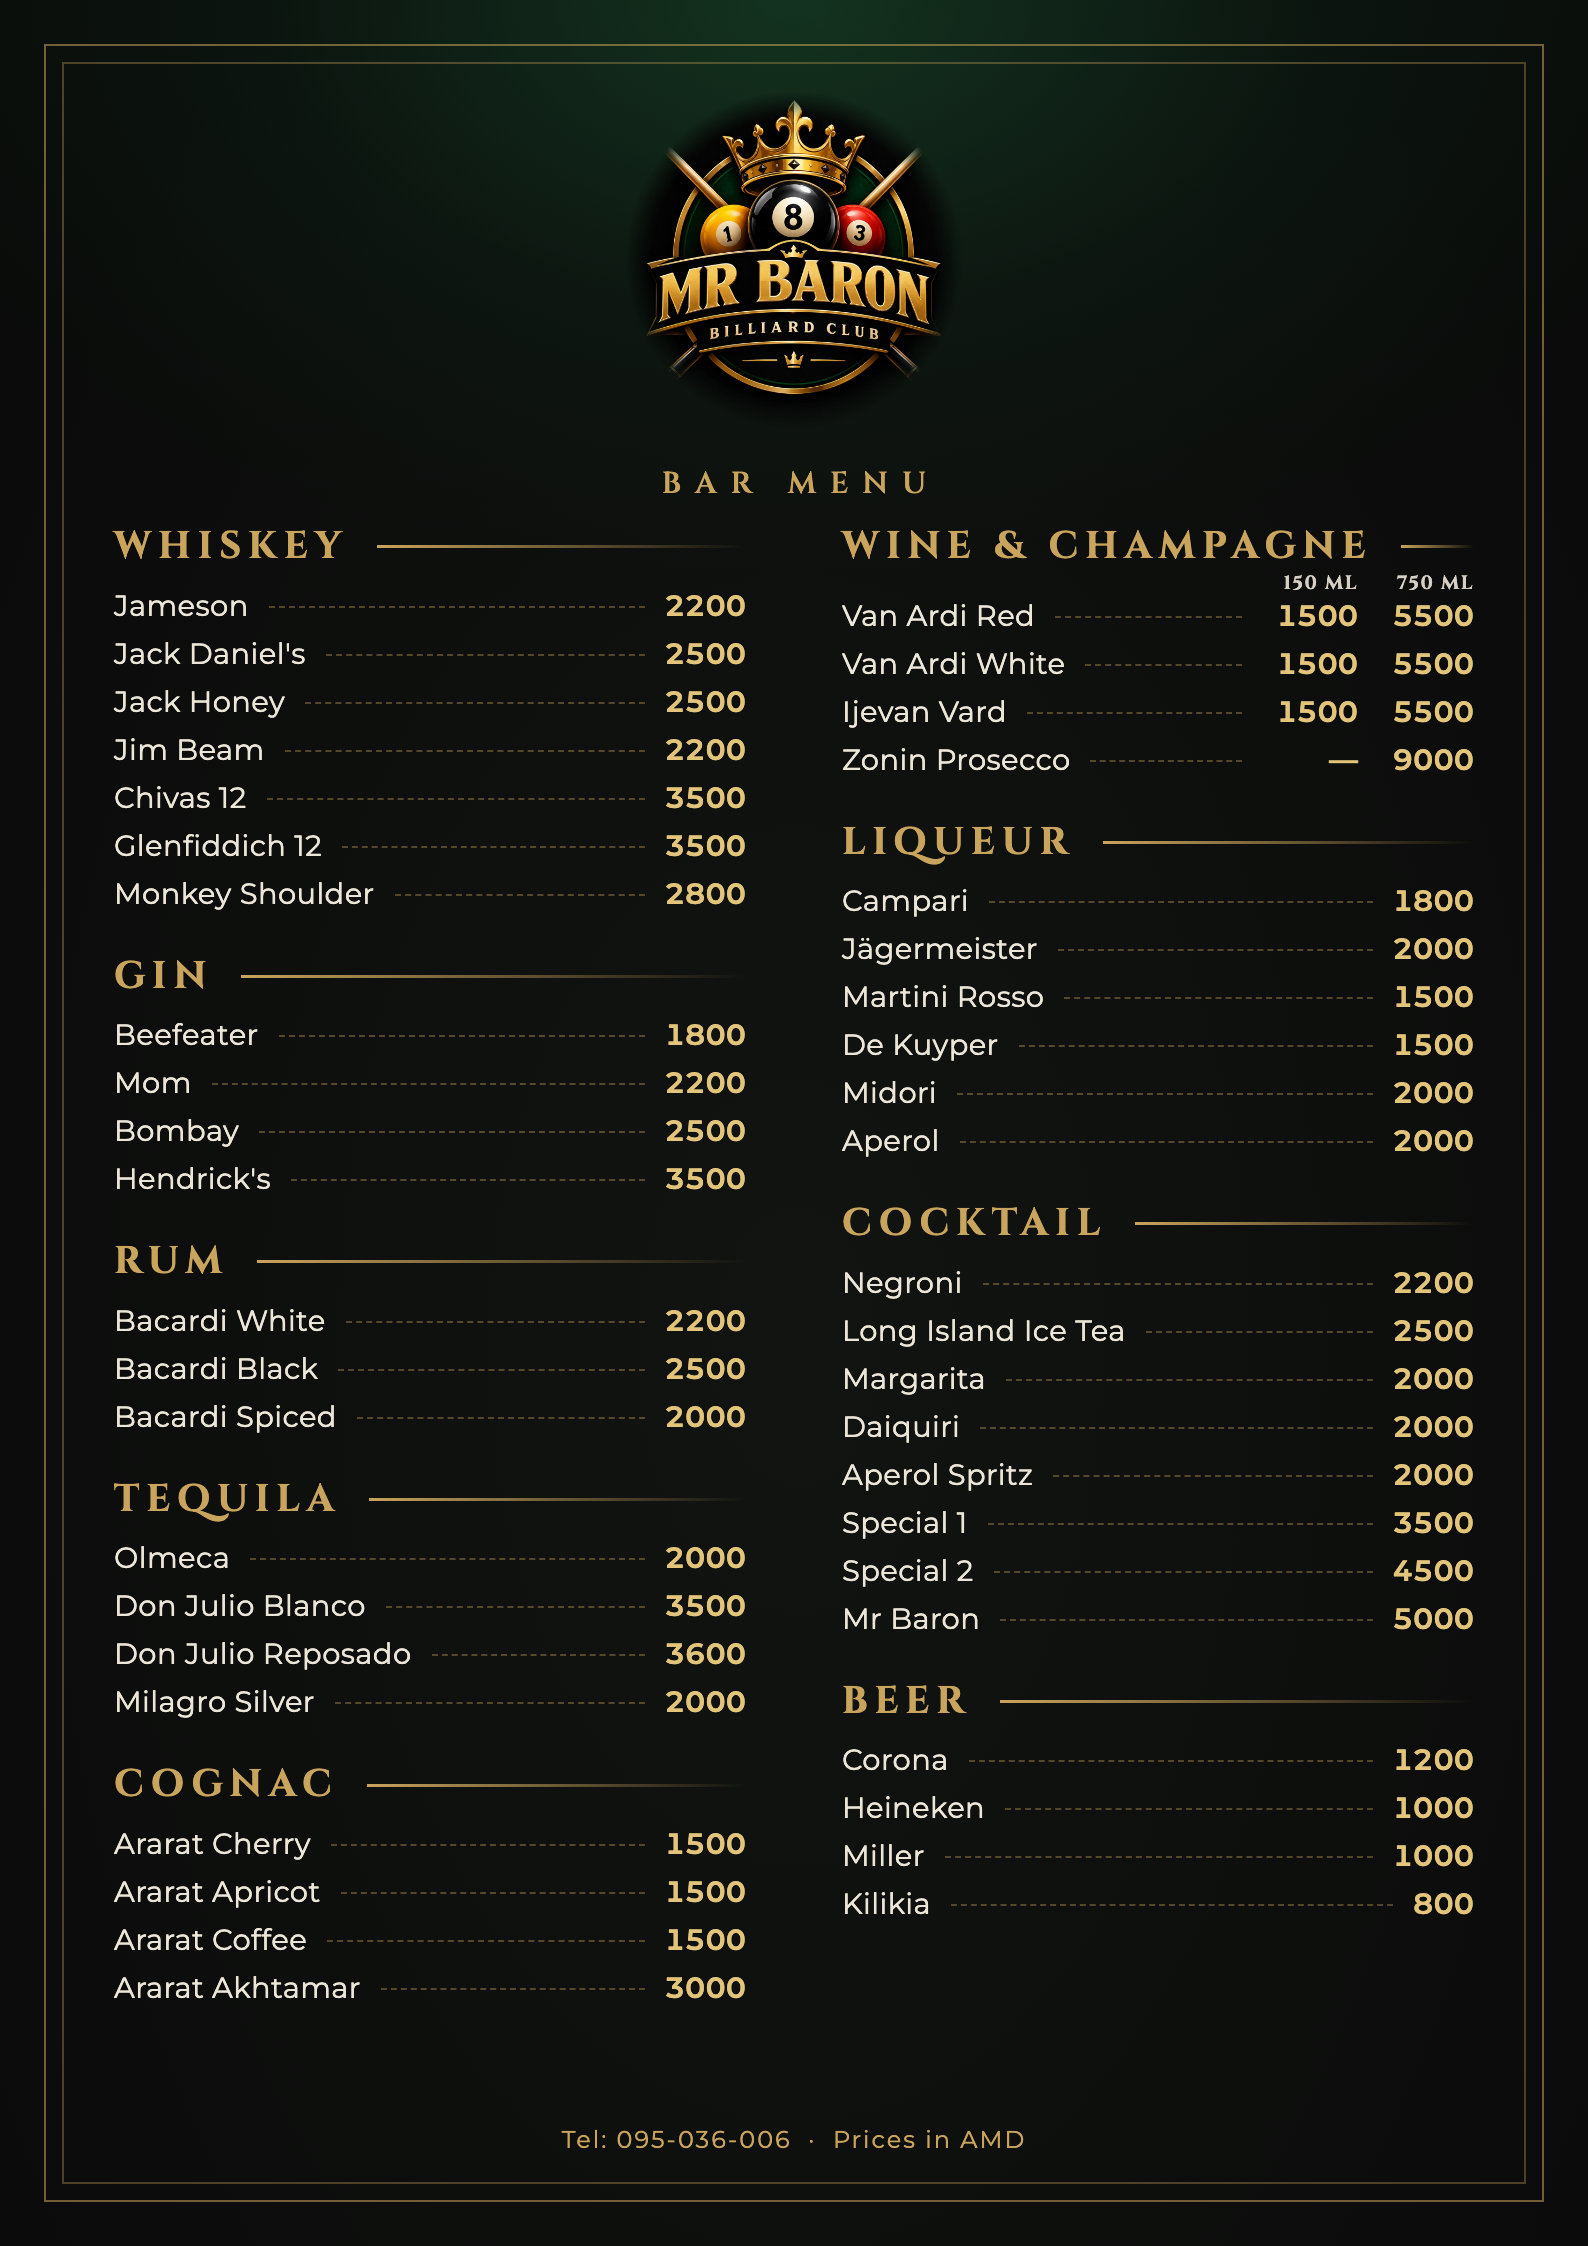 8
1
3
MR BARON
BILLIARD CLUB
BAR MENU
WHISKEY
Jameson 2200
Jack Daniel's 2500
Jack Honey 2500
Jim Beam 2200
Chivas 12 3500
Glenfiddich 12 3500
Monkey Shoulder 2800
GIN
Beefeater 1800
Mom 2200
Bombay 2500
Hendrick's 3500
RUM
Bacardi White 2200
Bacardi Black 2500
Bacardi Spiced 2000
TEQUILA
Olmeca 2000
Don Julio Blanco 3500
Don Julio Reposado 3600
Milagro Silver 2000
COGNAC
Ararat Cherry 1500
Ararat Apricot 1500
Ararat Coffee 1500
Ararat Akhtamar 3000
WINE & CHAMPAGNE
150 ML 750 ML
Van Ardi Red 1500 5500
Van Ardi White 1500 5500
Ijevan Vard 1500 5500
Zonin Prosecco — 9000
LIQUEUR
Campari 1800
Jägermeister 2000
Martini Rosso 1500
De Kuyper 1500
Midori 2000
Aperol 2000
COCKTAIL
Negroni 2200
Long Island Ice Tea 2500
Margarita 2000
Daiquiri 2000
Aperol Spritz 2000
Special 1 3500
Special 2 4500
Mr Baron 5000
BEER
Corona 1200
Heineken 1000
Miller 1000
Kilikia 800
Tel: 095-036-006 · Prices in AMD